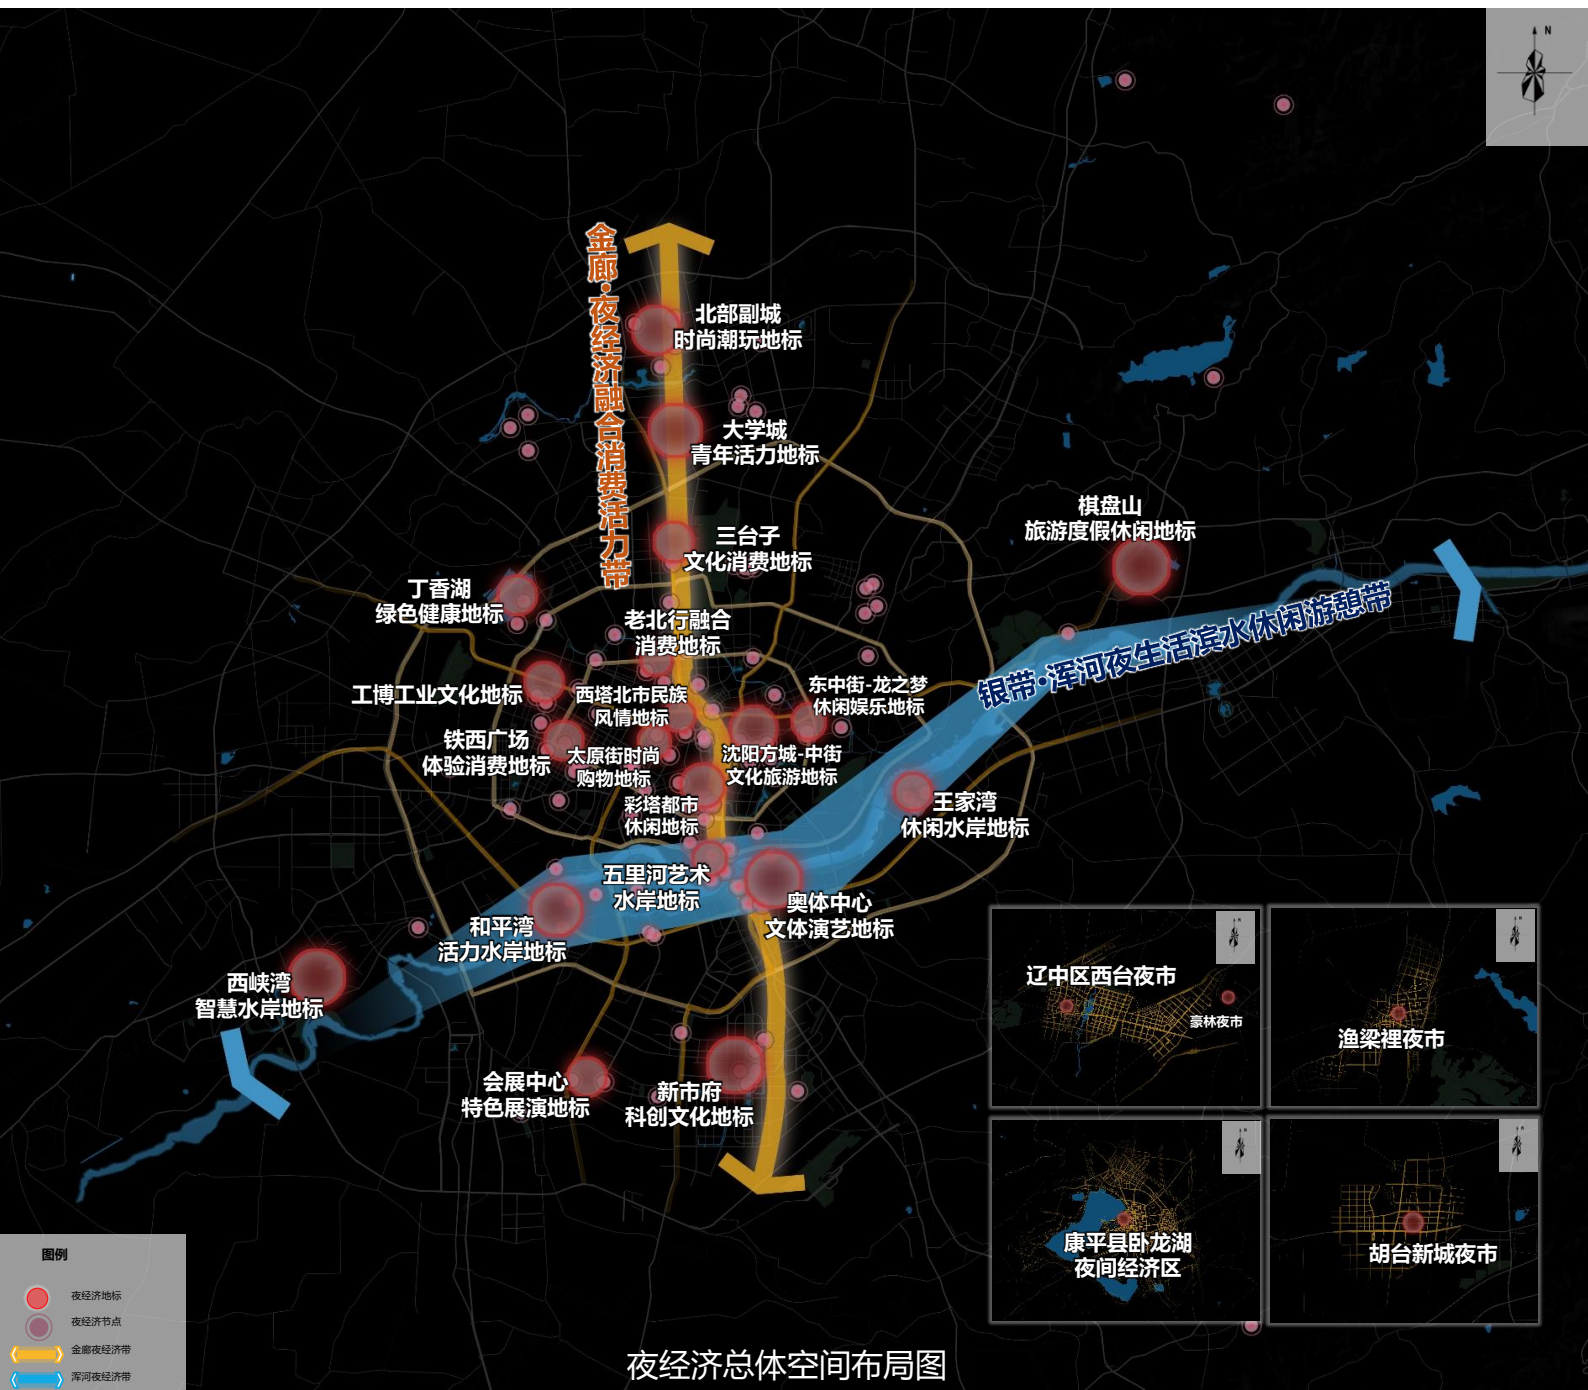 N
金廊·夜经济融合消费活力带
北部副城
时尚潮玩地标
大学城
青年活力地标
三台子
文化消费地标
棋盘山
旅游度假休闲地标
丁香湖
绿色健康地标
老北行融合
消费地标
银带·浑河夜生活滨水休闲游憩带
工博工业文化地标
西塔北市民族
风情地标
东中街-龙之梦
休闲娱乐地标
铁西广场
体验消费地标
太原街时尚
购物地标
沈阳方城-中街
文化旅游地标
彩塔都市
休闲地标
王家湾
休闲水岸地标
五里河艺术
水岸地标
奥体中心
文体演艺地标
和平湾
活力水岸地标
西峡湾
智慧水岸地标
会展中心
特色展演地标
新市府
科创文化地标
辽中区西台夜市
豪林夜市
渔梁裡夜市
康平县卧龙湖
夜间经济区
胡台新城夜市
图例
夜经济地标
夜经济节点
金廊夜经济带
浑河夜经济带
夜经济总体空间布局图